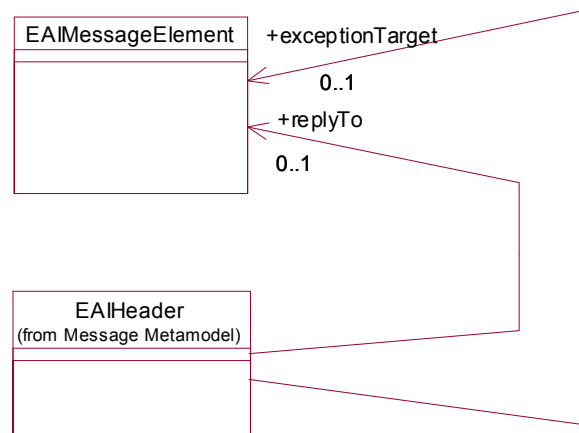 EAIMessageElement
+exceptionTarget
0..1
+replyTo
0..1
EAIHeader
(from Message Metamodel)